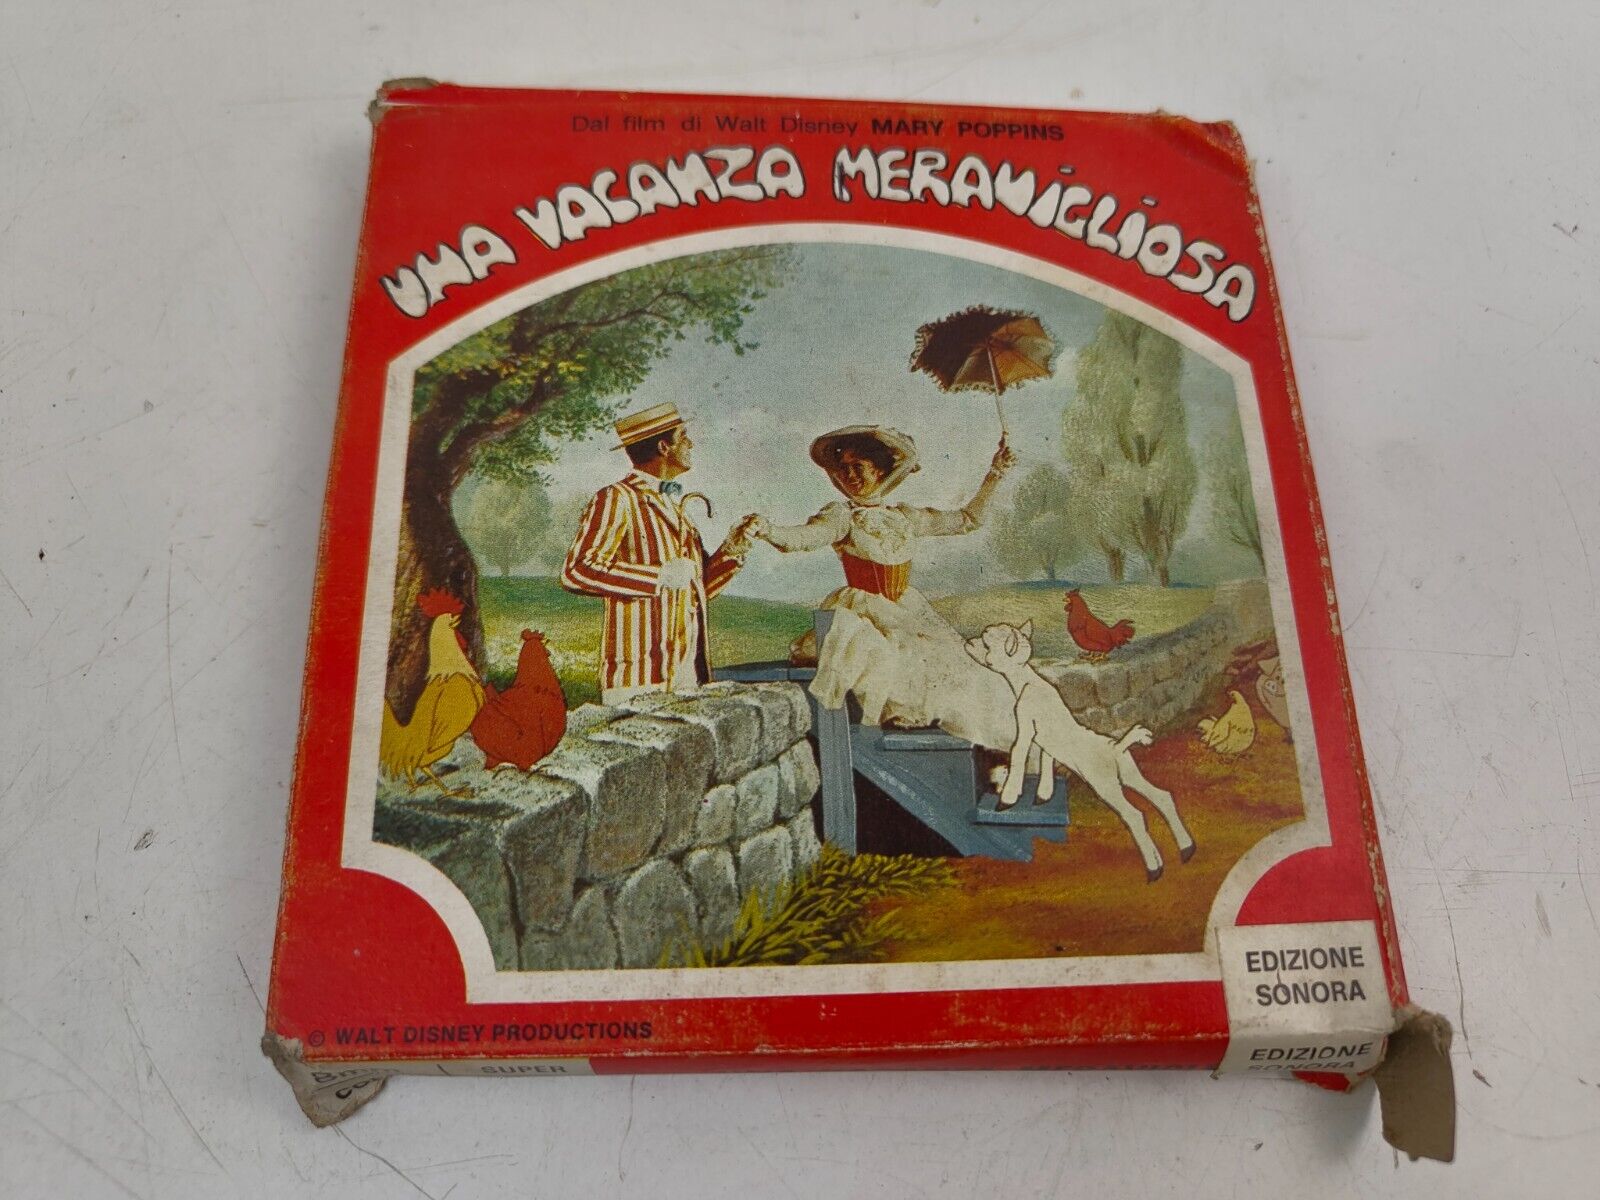 Dal film di Walt Disney MARY POPPINS
UNA VACANZA MERAVIGLIOSA
EDIZIONE
SONORA
© WALT DISNEY PRODUCTIONS
SUPER
EDIZIONE
SONORA